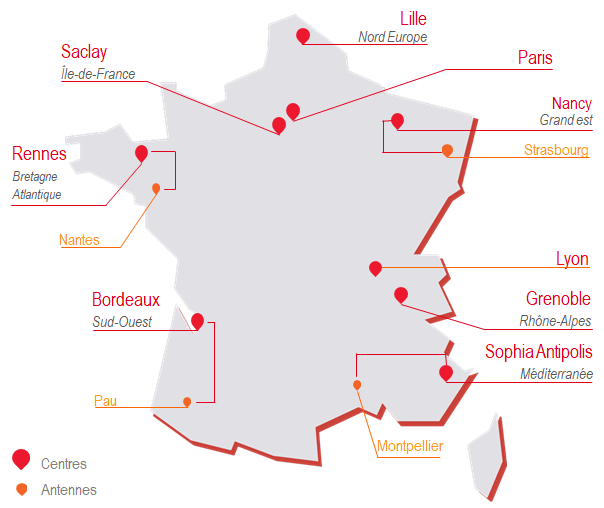 Lille
Nord Europe
Saclay
Île-de-France
Paris
Nancy
Grand est
Strasbourg
Rennes
Bretagne
Atlantique
Nantes
Lyon
Bordeaux
Sud-Ouest
Grenoble
Rhône-Alpes
Sophia Antipolis
Méditerranée
Pau
Montpellier
Centres
Antennes